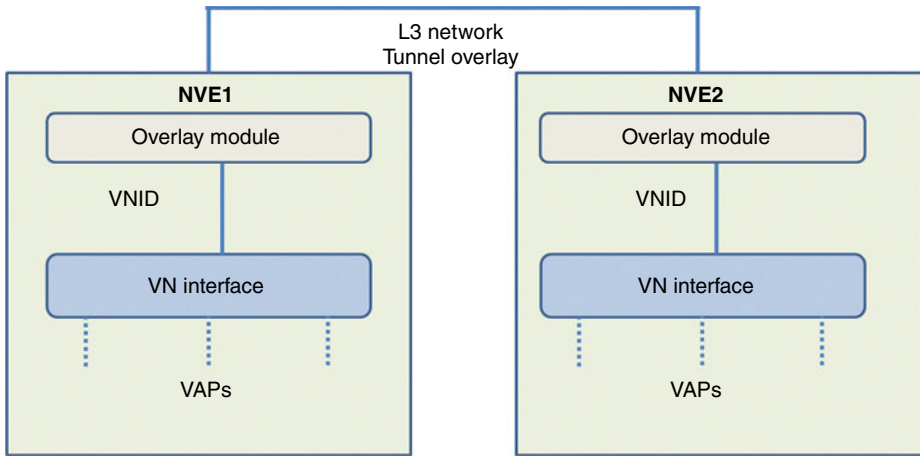 L3 network
Tunnel overlay
NVE1
Overlay module
VNID
VN interface
VAPs
NVE2
Overlay module
VNID
VN interface
VAPs